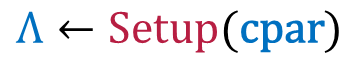 Λ ← Setup(cpar)